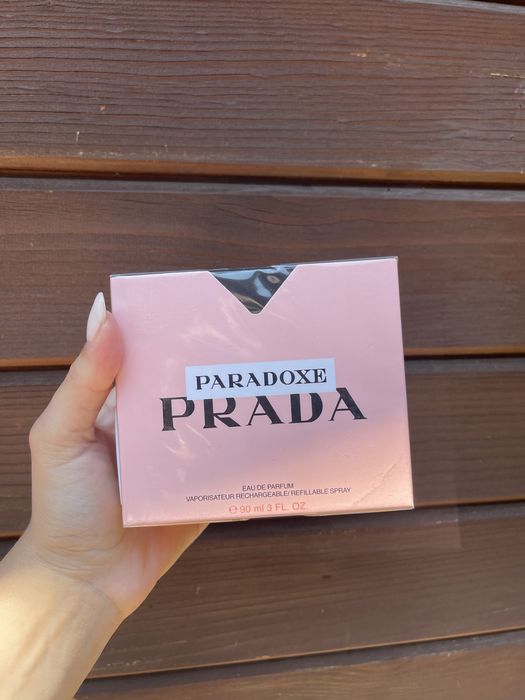 PARADOXE
PRADA
EAU DE PARFUM
VAPORISATEUR RECHARGEABLE/ REFILLABLE SPRAY
℮ 90 ml 3 FL. OZ.